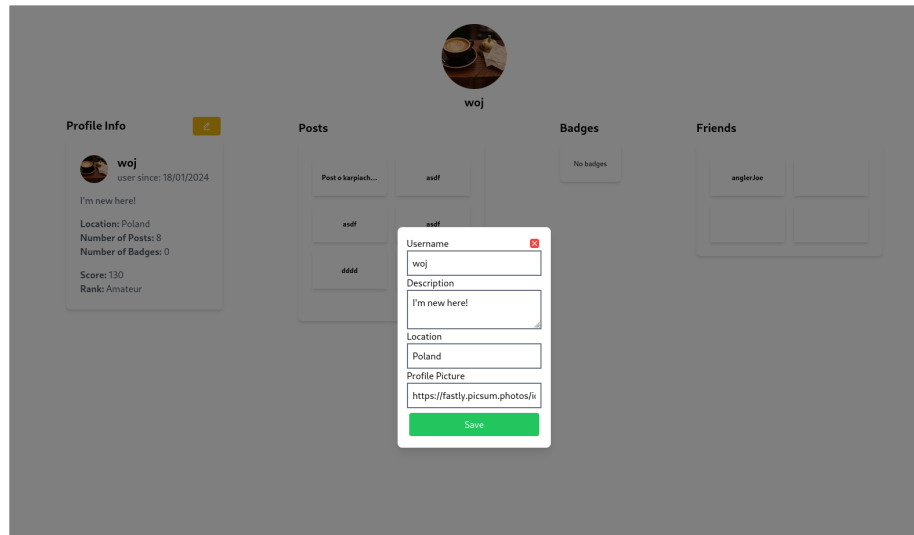 woj
Profile Info
woj
user since: 18/01/2024
I'm new here!
Location: Poland
Number of Posts: 8
Number of Badges: 0
Score: 130
Rank: Amateur
Posts
Post o karpiach...
asdf
asdf
asdf
dddd
Badges
No badges
Friends
anglerJoe
Username
woj
Description
I'm new here!
Location
Poland
Profile Picture
https://fastly.picsum.photos/i
Save